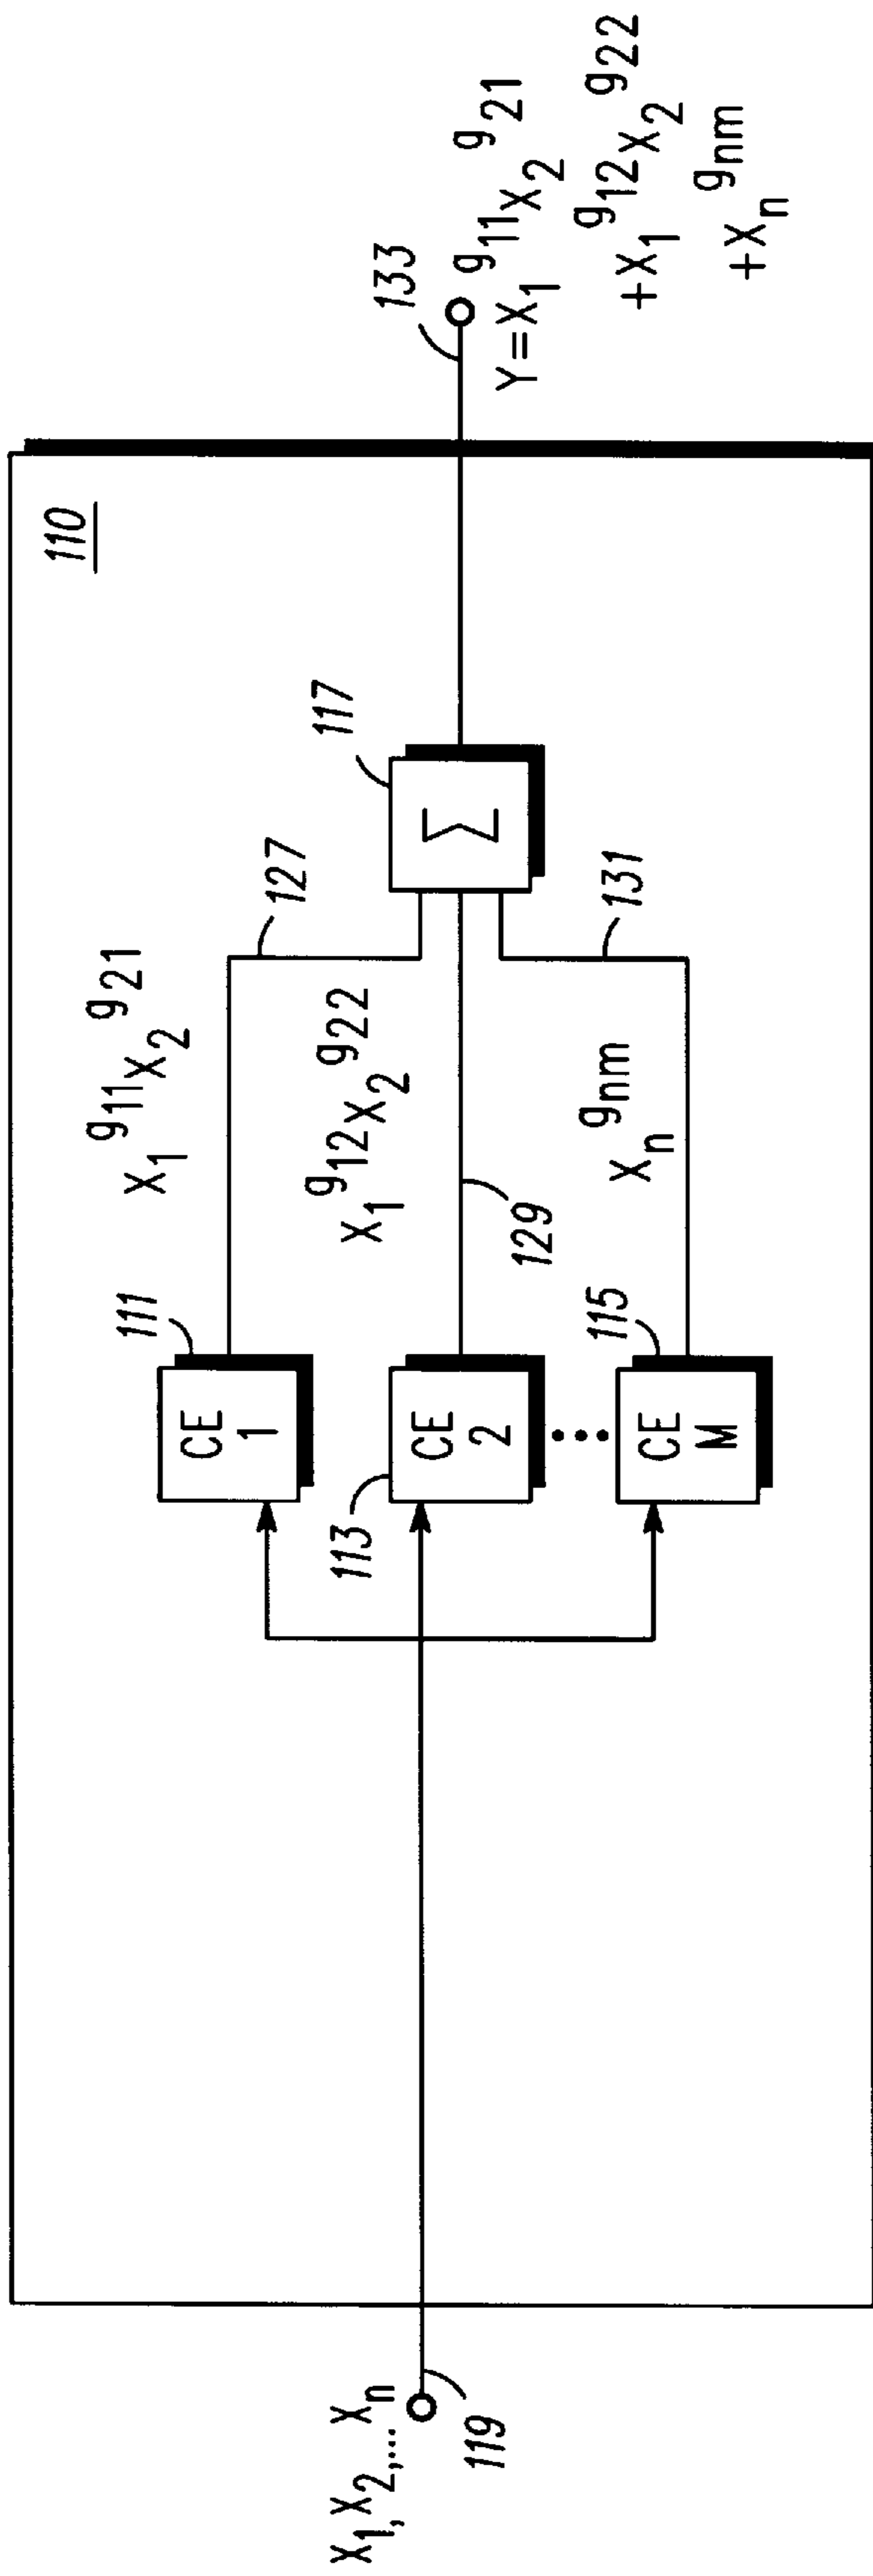 110
X₁, X₂,... Xₙ
119
111
CE
1
113
CE
2
115
CE
M
x₁^g₁₁ x₂^g₂₁
127
x₁^g₁₂ x₂^g₂₂
129
xₙ^gₙₘ
131
117
Σ
133
Y=X₁^g₁₁ X₂^g₂₁
+X₁^g₁₂ X₂^g₂₂
+Xₙ^gₙₘ